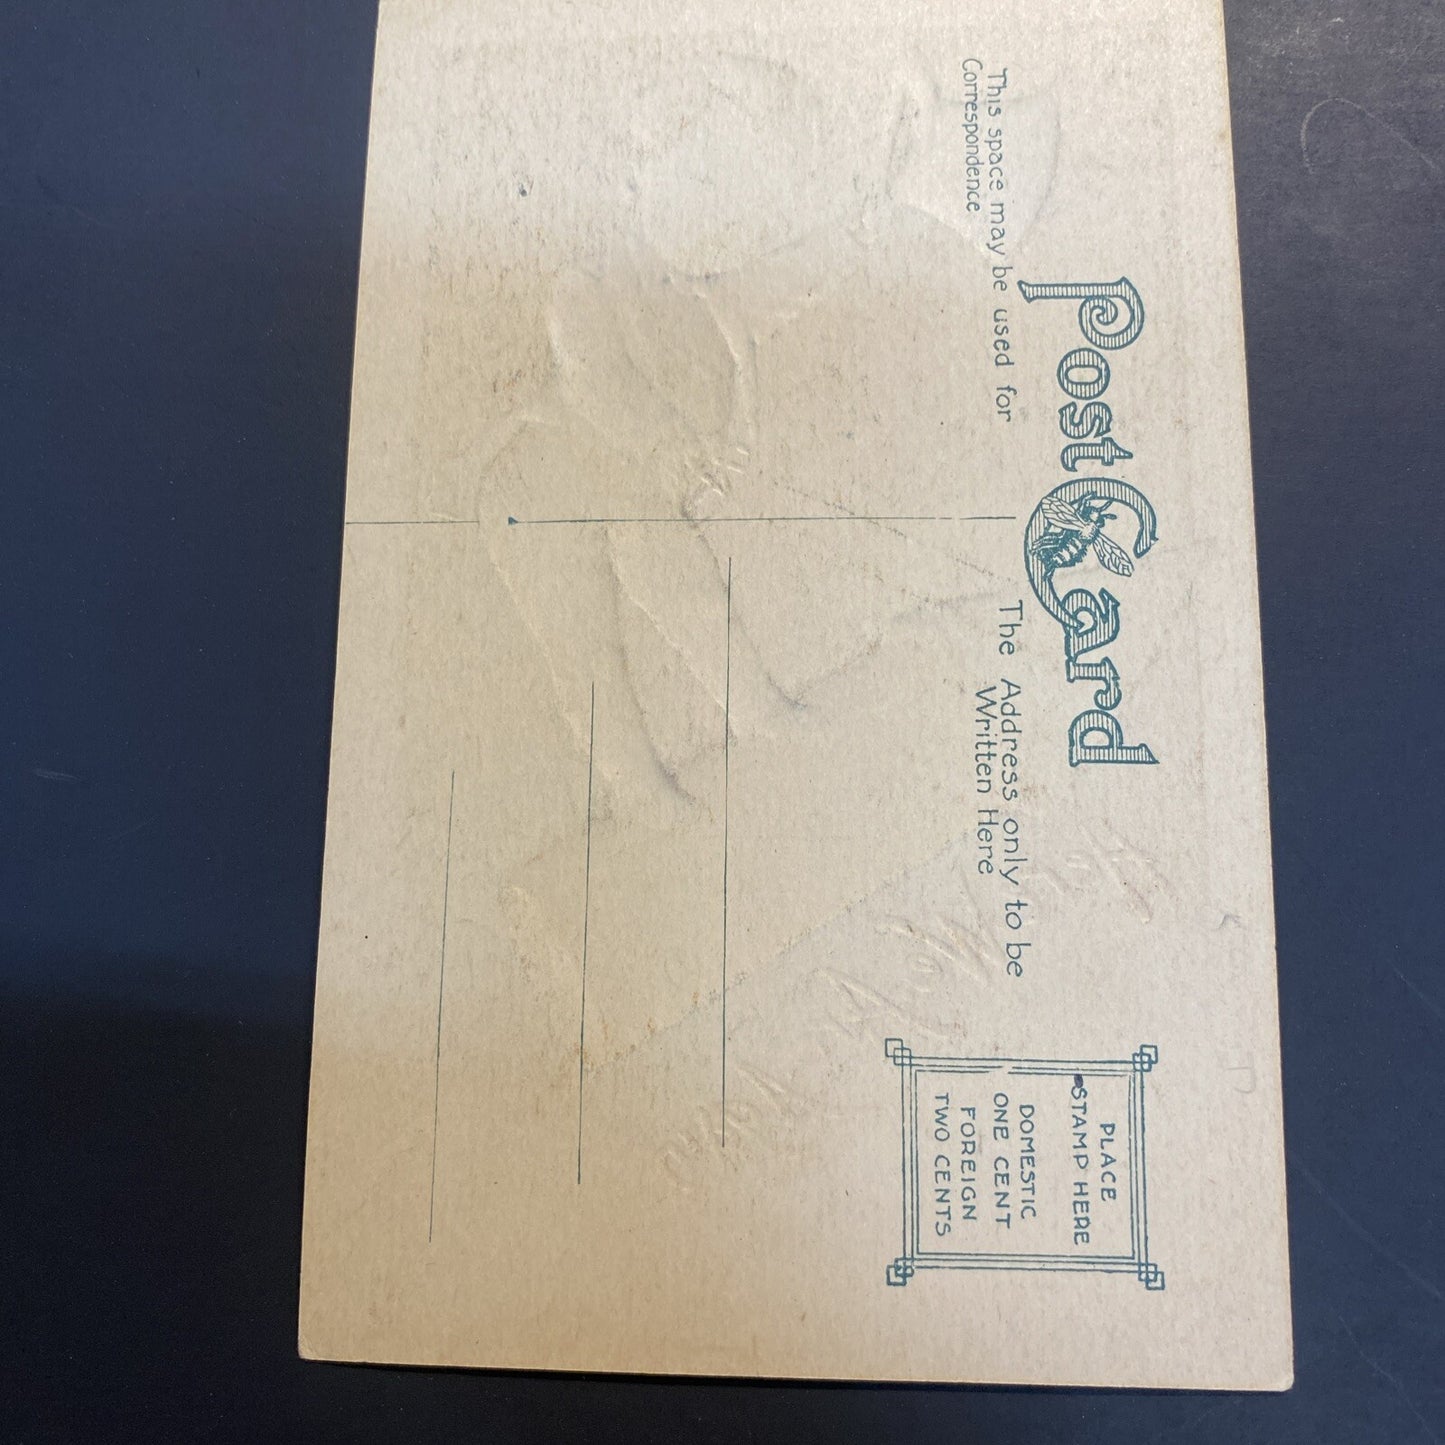 Post Card
This space may be used for
Correspondence
The Address only to be
Written Here
PLACE
STAMP HERE
DOMESTIC
ONE CENT
FOREIGN
TWO CENTS